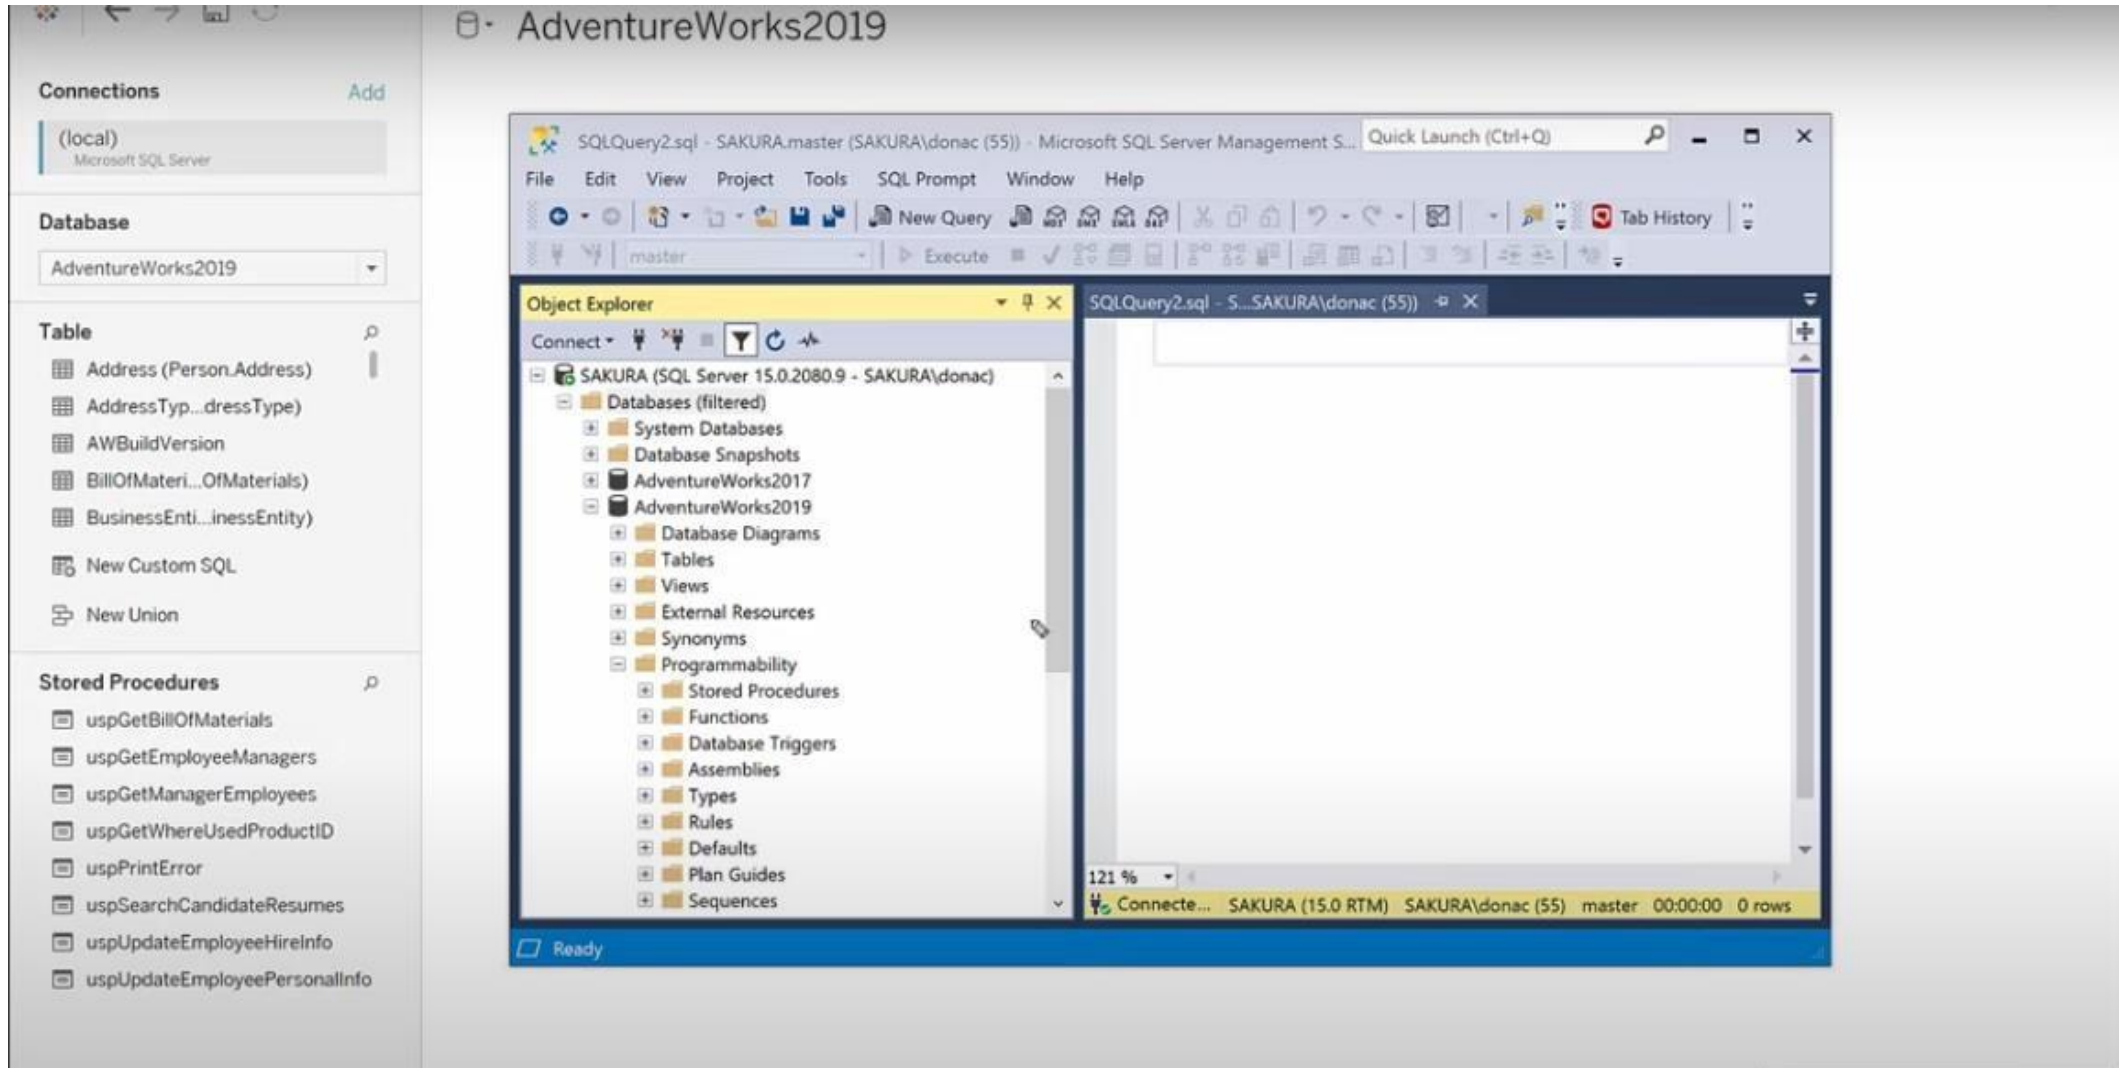 AdventureWorks2019
Connections
Add
(local)
Microsoft SQL Server
Database
AdventureWorks2019
Table
Address (Person.Address)
AddressTyp...dressType)
AWBuildVersion
BillOfMateri...OfMaterials)
BusinessEnti...inessEntity)
New Custom SQL
New Union
Stored Procedures
uspGetBillOfMaterials
uspGetEmployeeManagers
uspGetManagerEmployees
uspGetWhereUsedProductID
uspPrintError
uspSearchCandidateResumes
uspUpdateEmployeeHireInfo
uspUpdateEmployeePersonalInfo
SQLQuery2.sql - SAKURA.master (SAKURA\donac (55)) - Microsoft SQL Server Management S...
Quick Launch (Ctrl+Q)
File Edit View Project Tools SQL Prompt Window Help
New Query
Tab History
master
Execute
Object Explorer
Connect
SAKURA (SQL Server 15.0.2080.9 - SAKURA\donac)
Databases (filtered)
System Databases
Database Snapshots
AdventureWorks2017
AdventureWorks2019
Database Diagrams
Tables
Views
External Resources
Synonyms
Programmability
Stored Procedures
Functions
Database Triggers
Assemblies
Types
Rules
Defaults
Plan Guides
Sequences
SQLQuery2.sql - S...SAKURA\donac (55))
121 %
Connecte... SAKURA (15.0 RTM) SAKURA\donac (55) master 00:00:00 0 rows
Ready